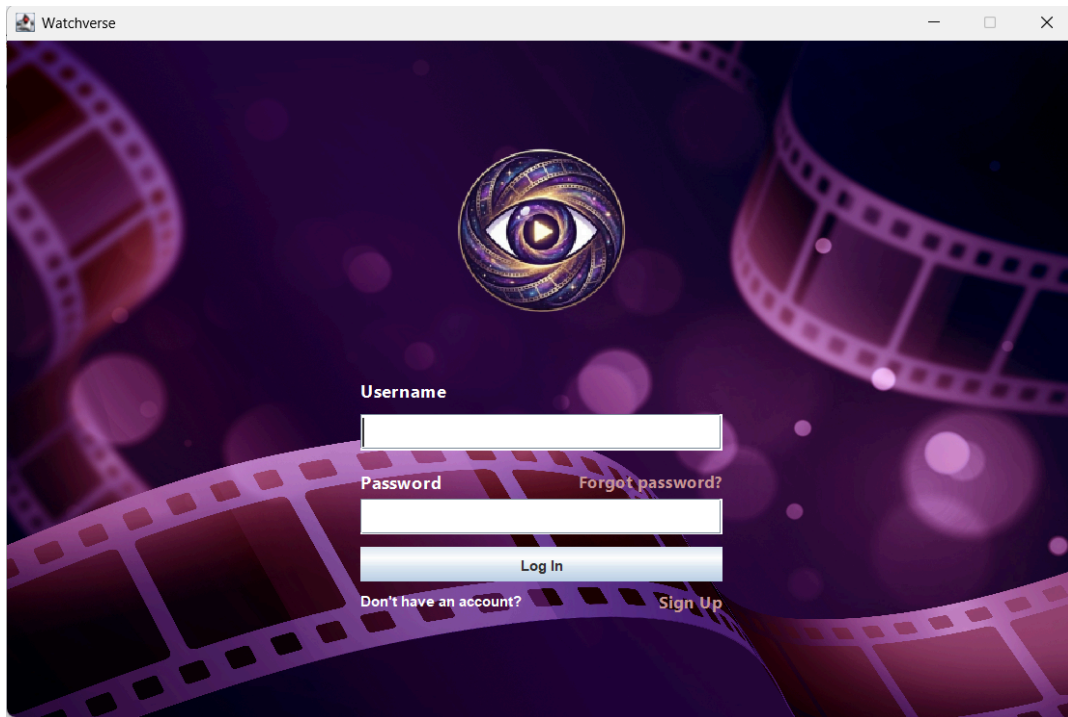 Watchverse
Username
Password Forgot password?
Log In
Don't have an account? Sign Up